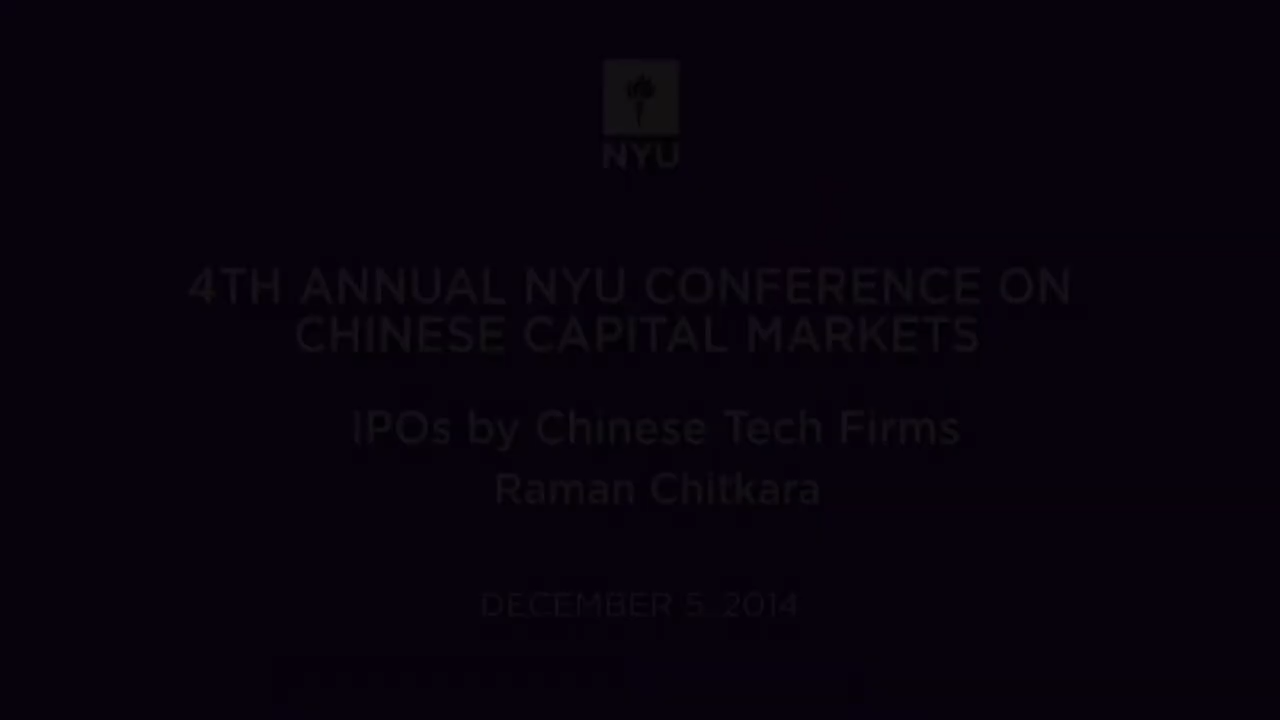 NYU
4TH ANNUAL NYU CONFERENCE ON
CHINESE CAPITAL MARKETS
IPOs by Chinese Tech Firms
Raman Chitkara
DECEMBER 5, 2014